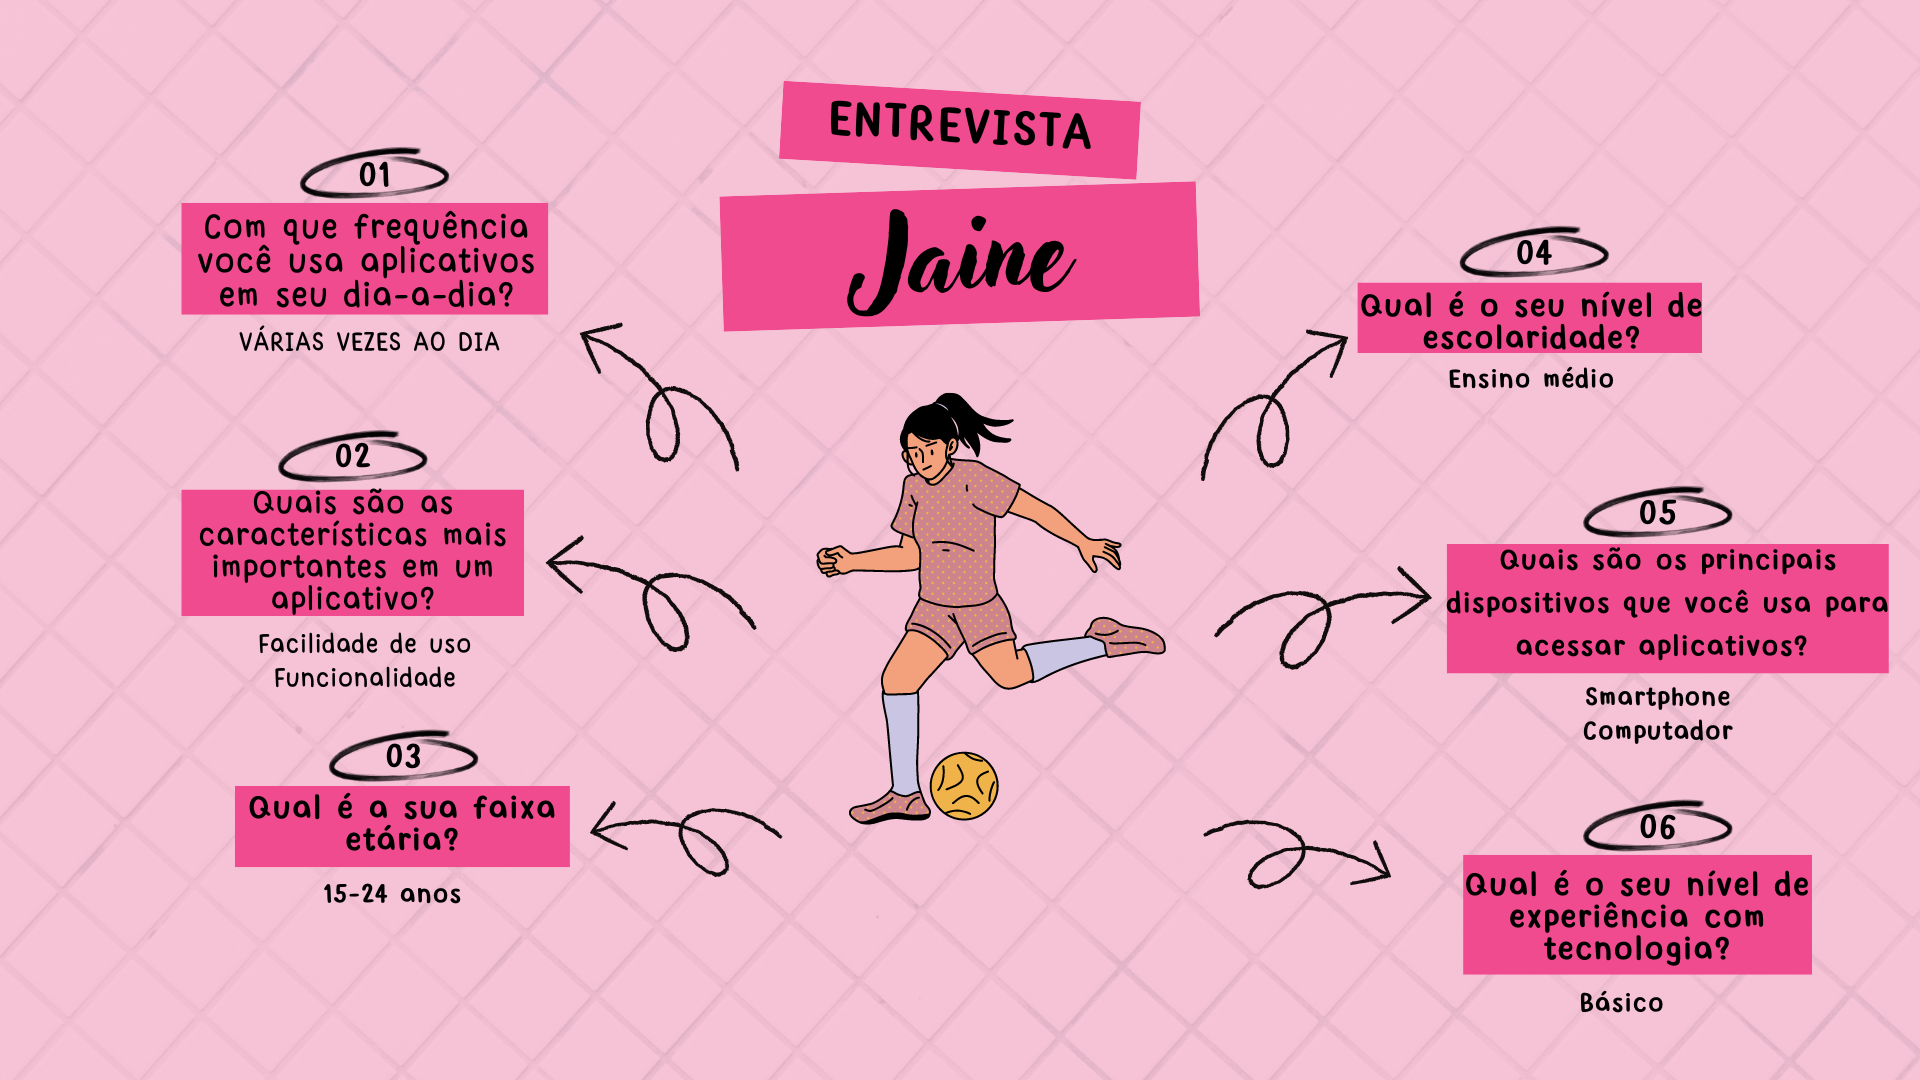 ENTREVISTA
Jaine
01
Com que frequência
você usa aplicativos
em seu dia-a-dia?
VÁRIAS VEZES AO DIA
02
Quais são as
características mais
importantes em um
aplicativo?
Facilidade de uso
Funcionalidade
03
Qual é a sua faixa
etária?
15-24 anos
04
Qual é o seu nível de
escolaridade?
Ensino médio
05
Quais são os principais
dispositivos que você usa para
acessar aplicativos?
Smartphone
Computador
06
Qual é o seu nível de
experiência com
tecnologia?
Básico